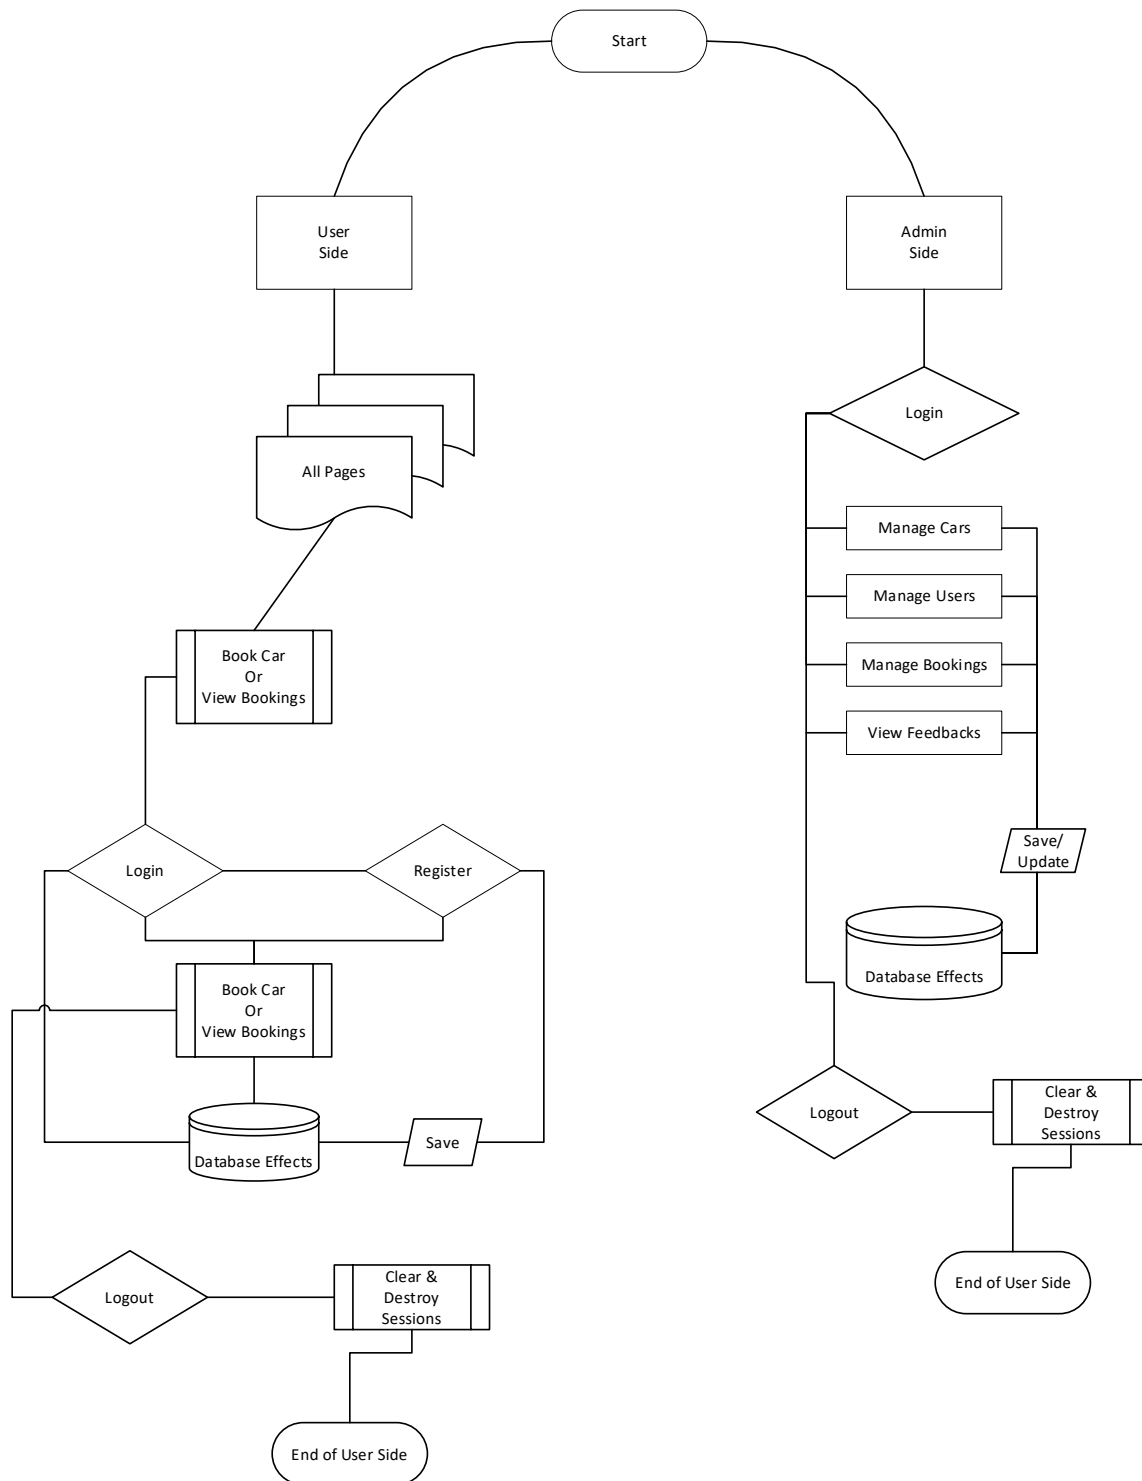 Start
User
Side
Admin
Side
All Pages
Login
Manage Cars
Manage Users
Manage Bookings
View Feedbacks
Save/
Update
Database Effects
Book Car
Or
View Bookings
Login
Register
Book Car
Or
View Bookings
Database Effects
Save
Logout
Clear &
Destroy
Sessions
End of User Side
Logout
Clear &
Destroy
Sessions
End of User Side